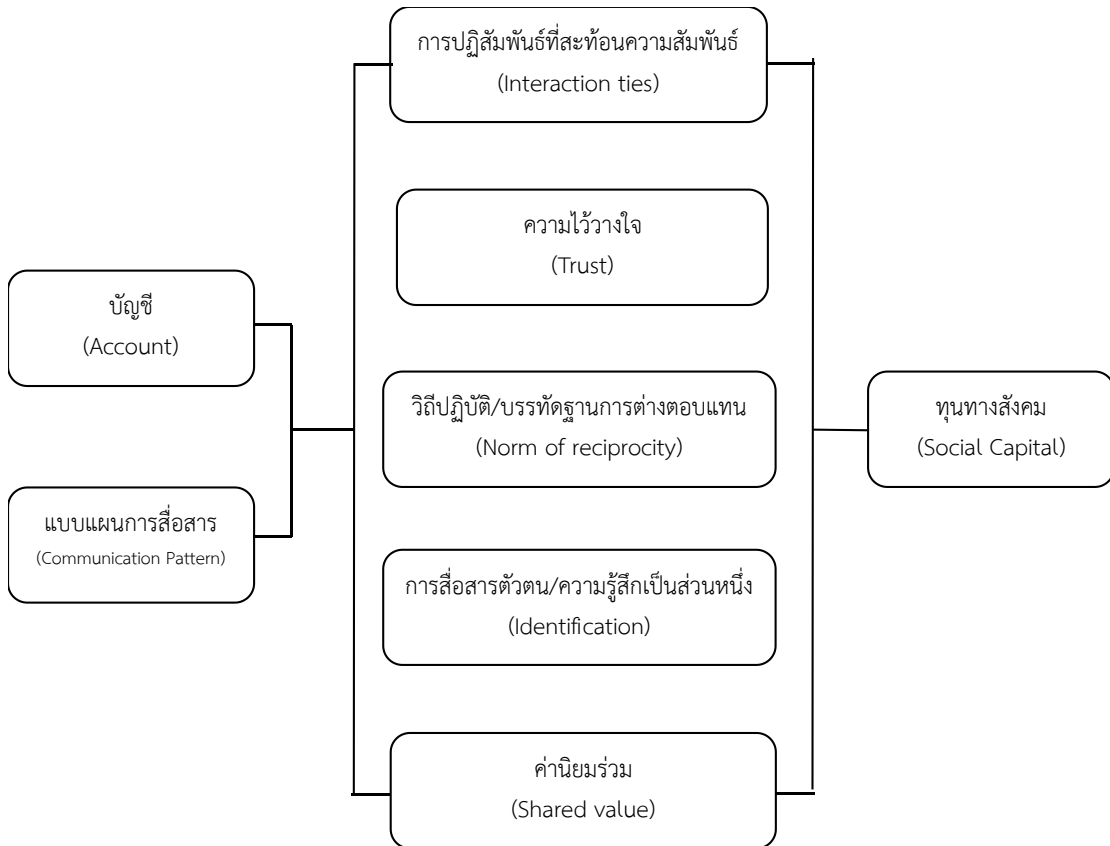 การปฏิสัมพันธ์ที่สะท้อนความสัมพันธ์
(Interaction ties)
ความไว้วางใจ
(Trust)
บัญชี
(Account)
วิถีปฏิบัติ/บรรทัดฐานการต่างตอบแทน
(Norm of reciprocity)
ทุนทางสังคม
(Social Capital)
แบบแผนการสื่อสาร
(Communication Pattern)
การสื่อสารตัวตน/ความรู้สึกเป็นส่วนหนึ่ง
(Identification)
ค่านิยมร่วม
(Shared value)